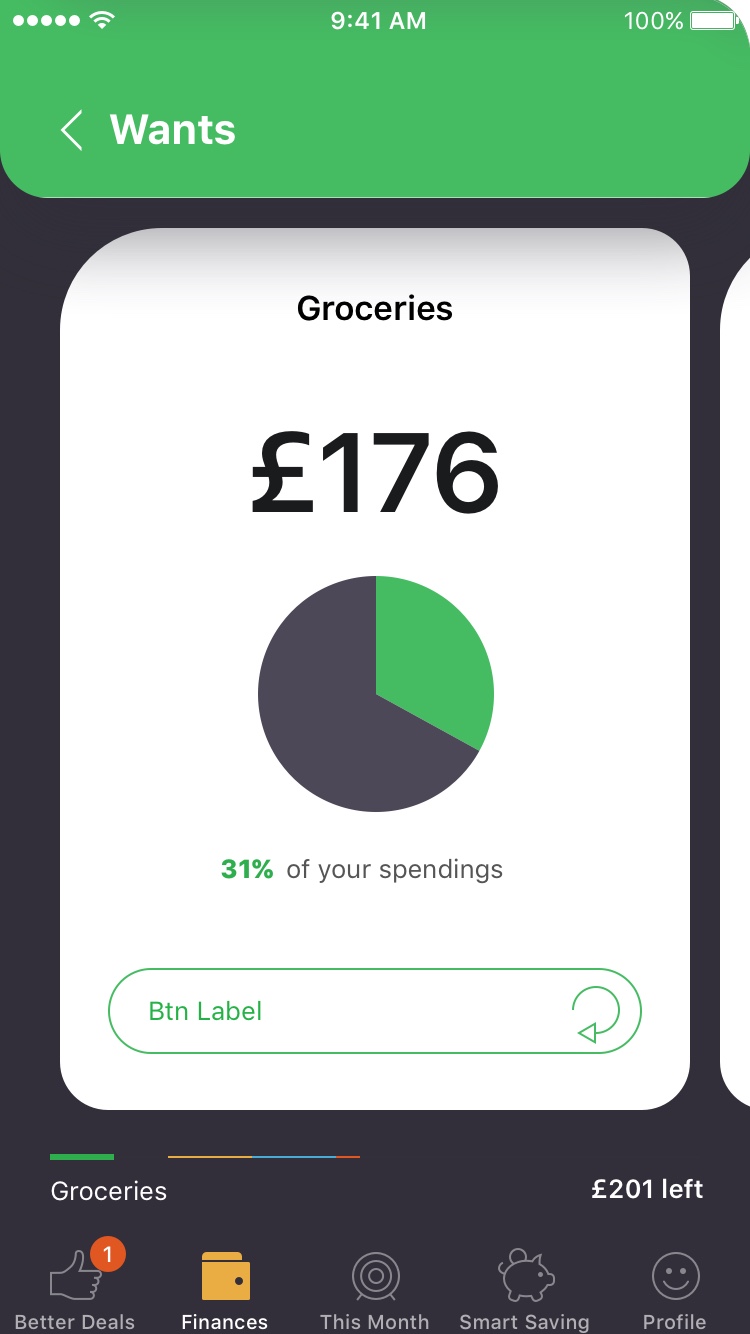 9:41 AM
100%
Wants
Groceries
£176
31% of your spendings
Btn Label
Groceries
£201 left
1
Better Deals
Finances
This Month
Smart Saving
Profile